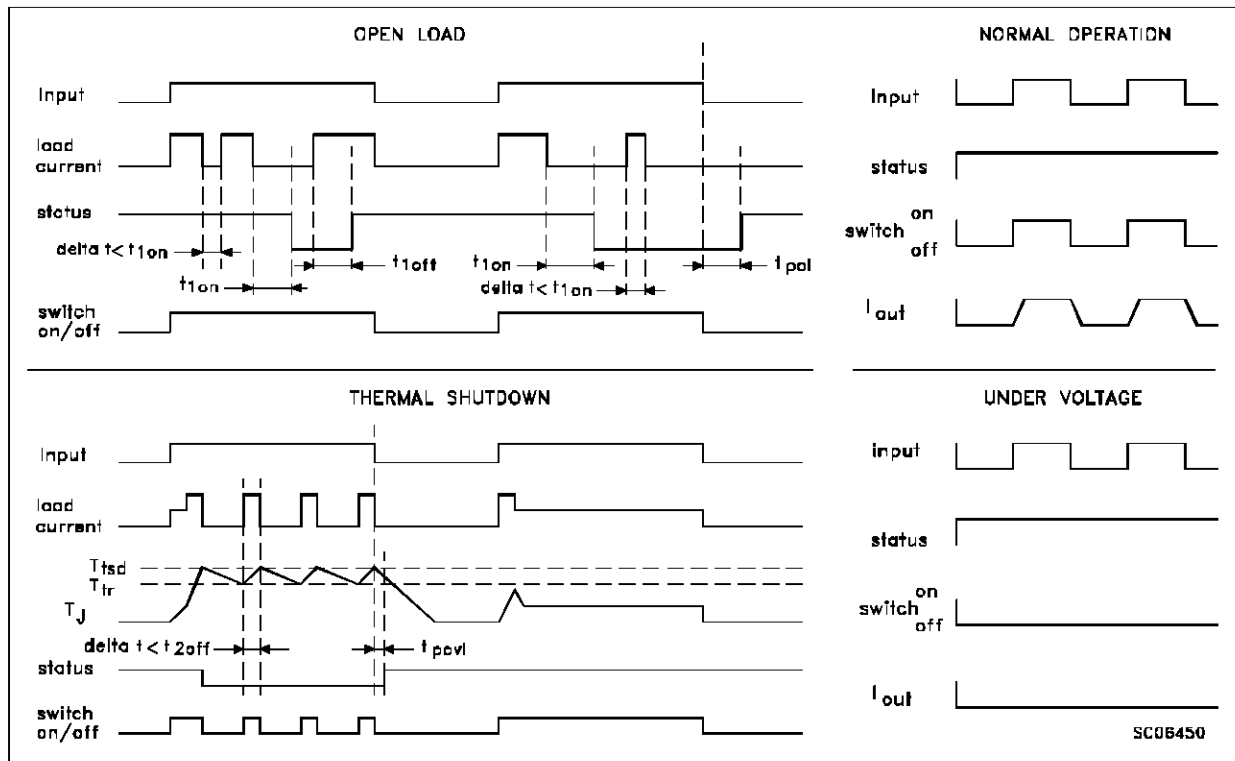 OPEN LOAD
Input
load
current
status
delta t< t1on
t1on
t1off
t1on
delta t< t1on
tpol
switch
on/off
NORMAL OPERATION
Input
status
switch on
off
Iout
THERMAL SHUTDOWN
Input
load
current
Ttsd
Ttr
TJ
delta t< t2off
tpovl
status
switch
on/off
UNDER VOLTAGE
input
status
switch on
off
Iout
SC06450